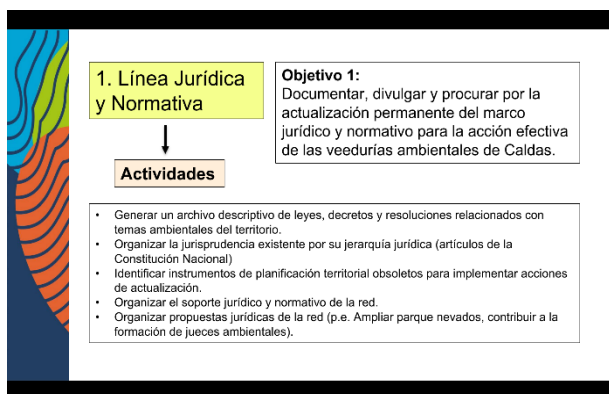 1. Línea Jurídica
y Normativa
Objetivo 1:
Documentar, divulgar y procurar por la
actualización permanente del marco
jurídico y normativo para la acción efectiva
de las veedurías ambientales de Caldas.
Actividades
• Generar un archivo descriptivo de leyes, decretos y resoluciones relacionados con
temas ambientales del territorio.
• Organizar la jurisprudencia existente por su jerarquía jurídica (artículos de la
Constitución Nacional)
• Identificar instrumentos de planificación territorial obsoletos para implementar acciones
de actualización.
• Organizar el soporte jurídico y normativo de la red.
• Organizar propuestas jurídicas de la red (p.e. Ampliar parque nevados, contribuir a la
formación de jueces ambientales).